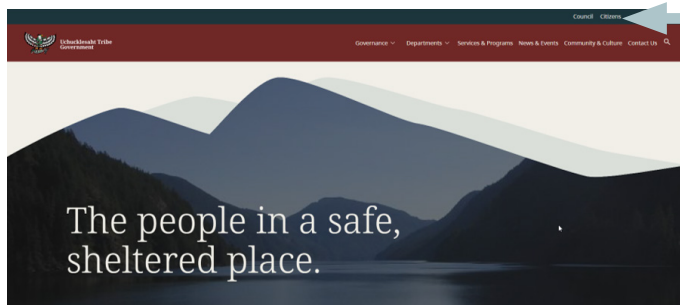 Council Citizens
Uchucklesaht Tribe
Government
Governance Departments Services & Programs News & Events Community & Culture Contact Us
The people in a safe,
sheltered place.